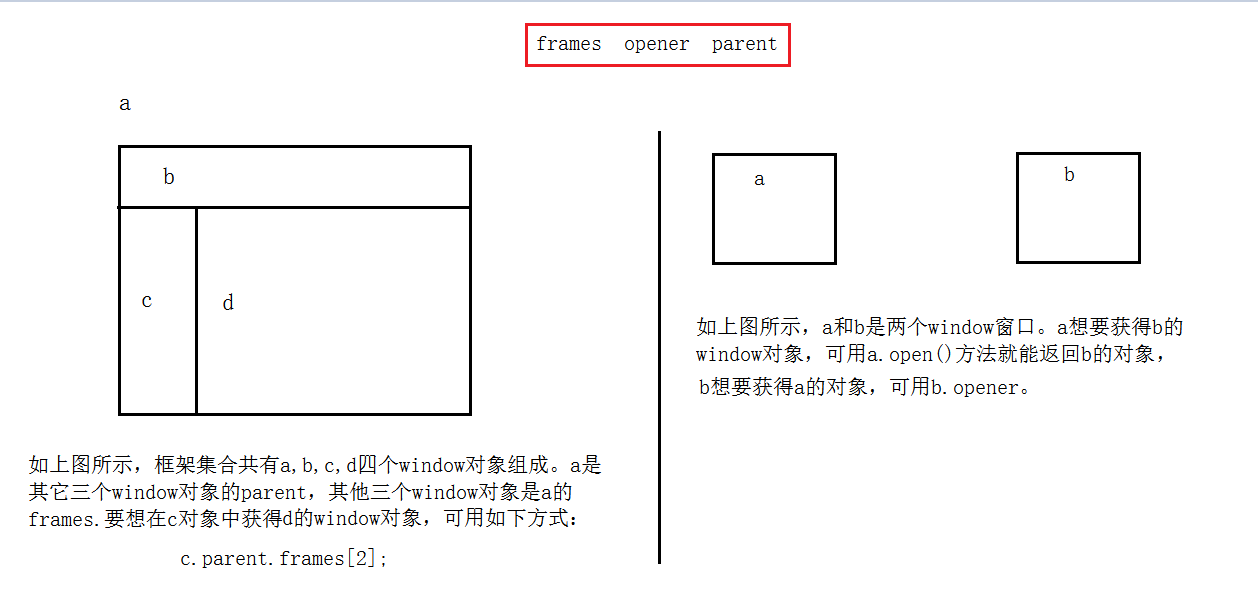 frames opener parent
a
b
c
d
如上图所示，框架集合共有a,b,c,d四个window对象组成。a是
其它三个window对象的parent，其他三个window对象是a的
frames.要想在c对象中获得d的window对象，可用如下方式：
c.parent.frames[2];
a
b
如上图所示，a和b是两个window窗口。a想要获得b的
window对象，可用a.open()方法就能返回b的对象，
b想要获得a的对象，可用b.opener。